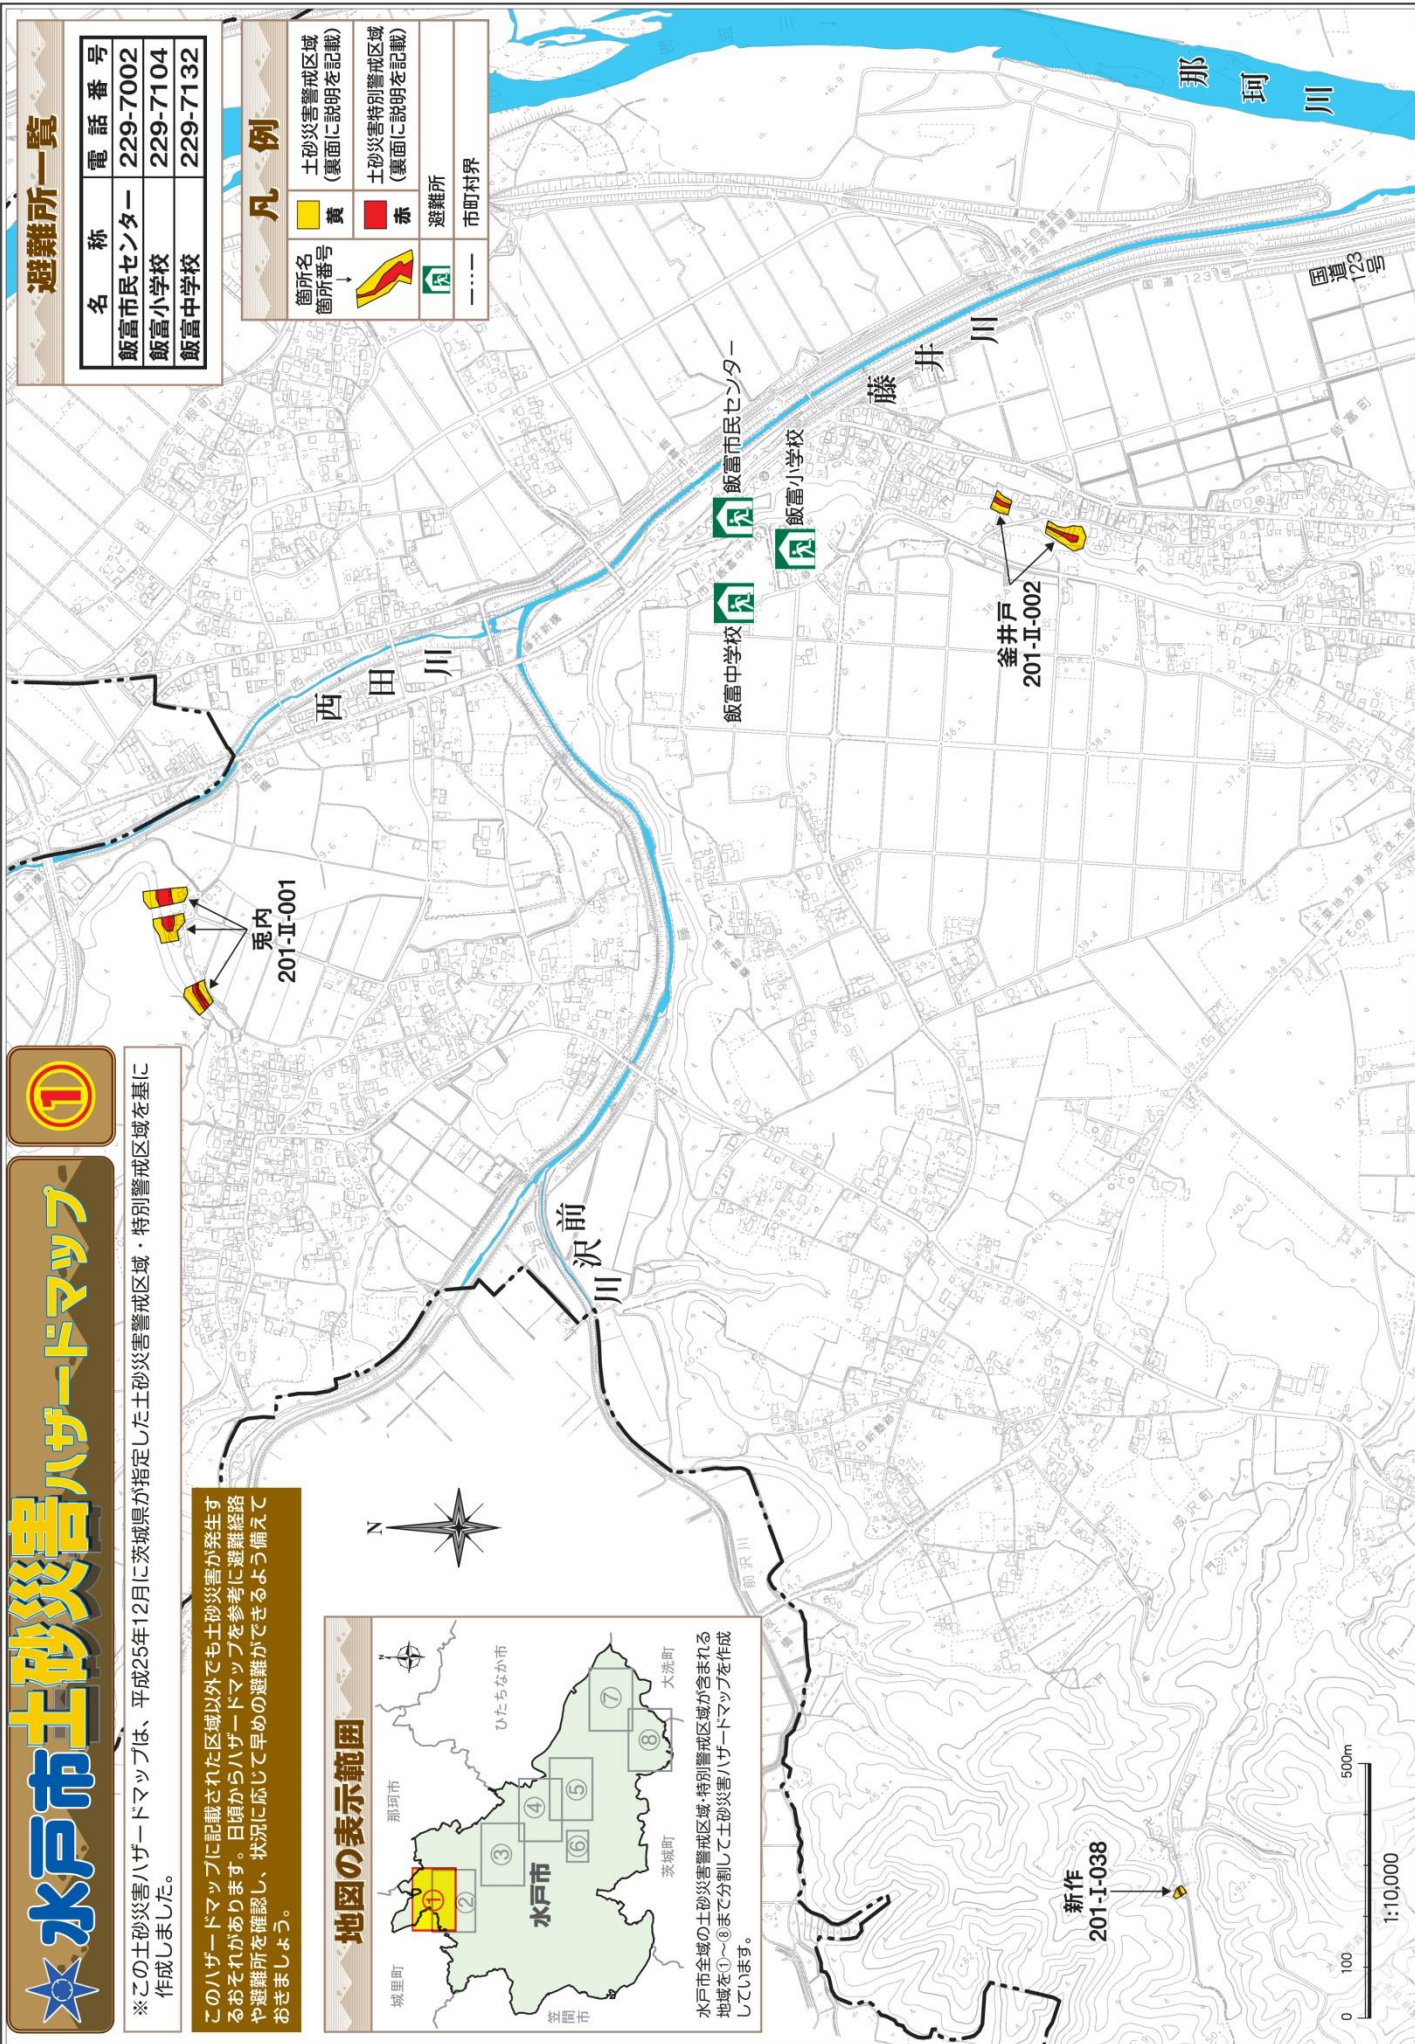 水戸市土砂災害ハザードマップ ①
※この土砂災害ハザードマップは、平成25年12月に茨城県が指定した土砂災害警戒区域・特別警戒区域を基に
作成しました。
このハザードマップに記載された区域以外でも土砂災害が発生す
るおそれがあります。日頃からハザードマップを参考に避難経路
や避難所を確認し、状況に応じて早めの避難ができるよう備えて
おきましょう。
避難所一覧
名 称 電 話 番 号
飯富市民センター 229-7002
飯富小学校 229-7104
飯富中学校 229-7132
凡 例
箇所名
箇所番号
黄
土砂災害警戒区域
(裏面に説明を記載)
赤
土砂災害特別警戒区域
(裏面に説明を記載)
避難所
市町村界
地図の表示範囲
N
城里町
那珂市
ひたちなか市
笠間市
水戸市
茨城町
大洗町
①
②
③
④
⑤
⑥
⑦
⑧
水戸市全域の土砂災害警戒区域・特別警戒区域が含まれる
地域を①~⑧まで分割して土砂災害ハザードマップを作成
しています。
N
兎内
201-Ⅱ-001
西田川
那珂川
藤井川
前沢川
前沢川
飯富中学校
飯富市民センター
飯富小学校
釜井戸
201-Ⅱ-002
国道123号
飯富町
成沢町
新作
201-Ⅰ-038
0 100 500m
1:10,000